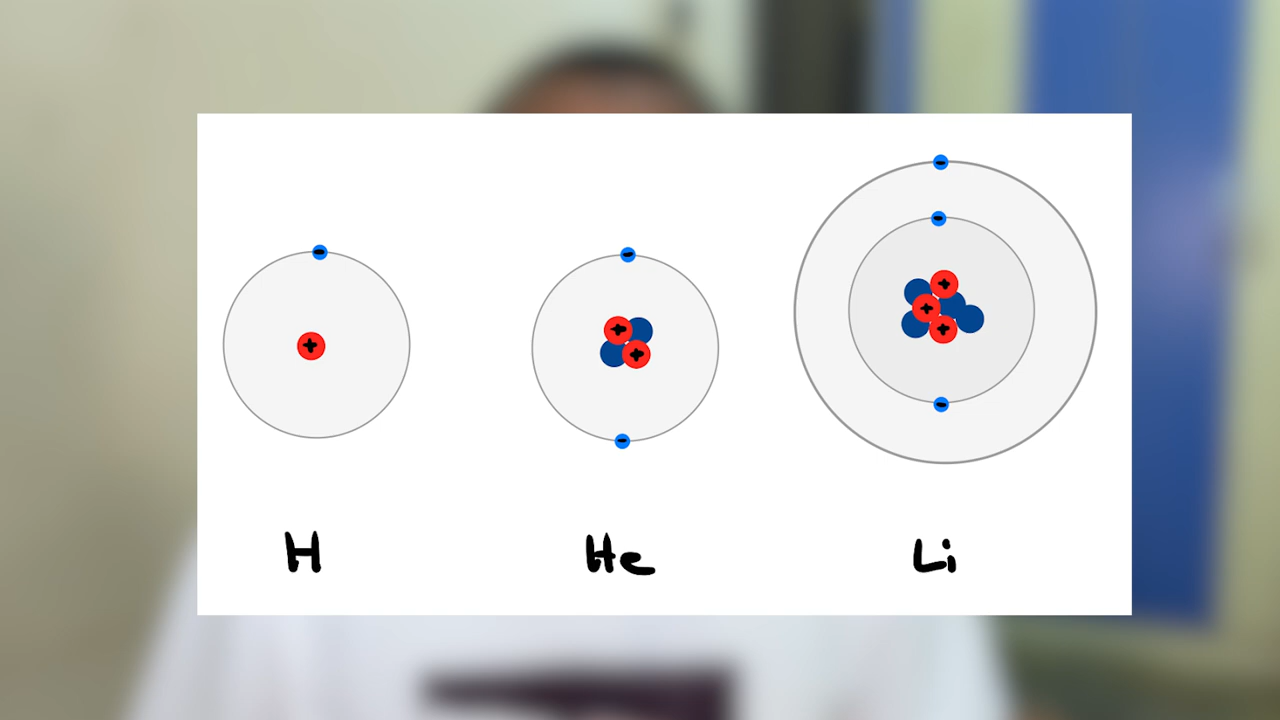 - - -
-
+ + +
+ + +
- -
H He Li